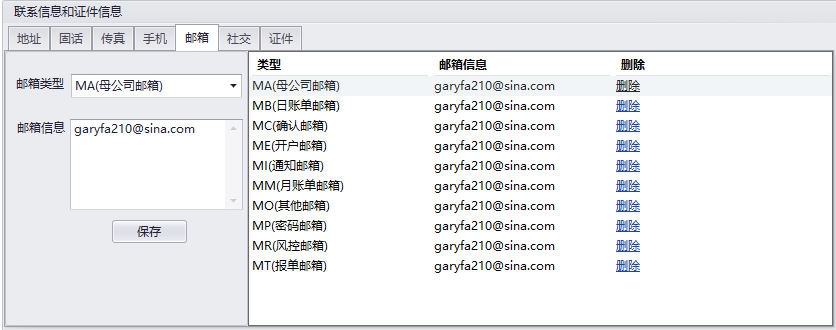 联系信息和证件信息
地址 固话 传真 手机 邮箱 社交 证件
邮箱类型 MA(母公司邮箱)
邮箱信息 garyfa210@sina.com
保存
类型 邮箱信息 删除
MA(母公司邮箱) garyfa210@sina.com 删除
MB(日账单邮箱) garyfa210@sina.com 删除
MC(确认邮箱) garyfa210@sina.com 删除
ME(开户邮箱) garyfa210@sina.com 删除
MI(通知邮箱) garyfa210@sina.com 删除
MM(月账单邮箱) garyfa210@sina.com 删除
MO(其他邮箱) garyfa210@sina.com 删除
MP(密码邮箱) garyfa210@sina.com 删除
MR(风控邮箱) garyfa210@sina.com 删除
MT(报单邮箱) garyfa210@sina.com 删除